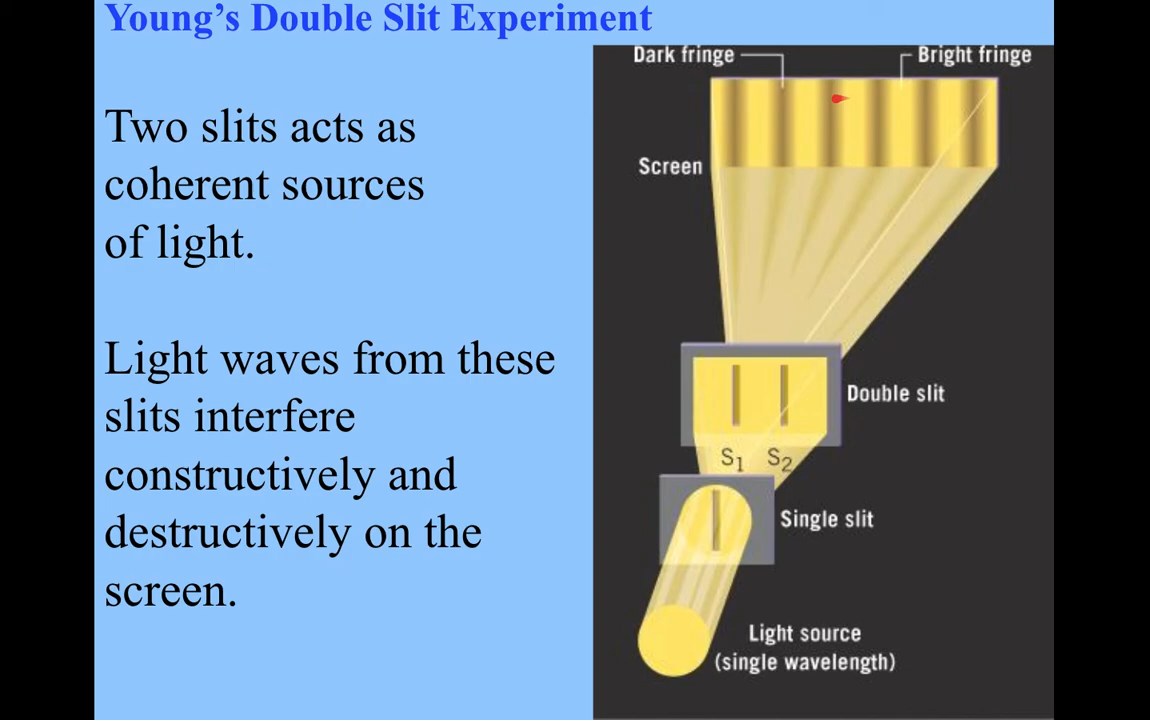 Young's Double Slit Experiment
Two slits acts as
coherent sources
of light.
Light waves from these
slits interfere
constructively and
destructively on the
screen.
Dark fringe
Bright fringe
Screen
Double slit
S₁ S₂
Single slit
Light source
(single wavelength)